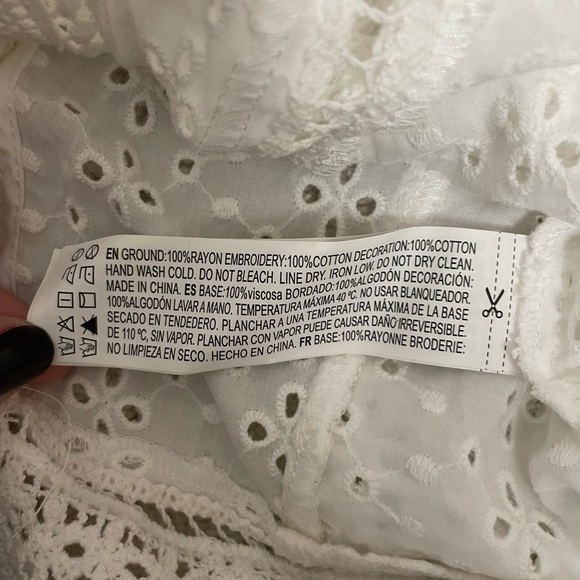 EN GROUND:100%RAYON EMBROIDERY:100%COTTON DECORATION:100%COTTON
HAND WASH COLD. DO NOT BLEACH. LINE DRY. IRON LOW. DO NOT DRY CLEAN.
MADE IN CHINA. ES BASE:100%viscosa BORDADO:100%ALGODÓN DECORACIÓN:
100%ALGODÓN LAVAR A MANO. TEMPERATURA MÁXIMA 40 ºC. NO USAR BLANQUEADOR.
SECADO EN TENDEDERO. PLANCHAR A UNA TEMPERATURA MÁXIMA DE LA BASE
DE 110 ºC, SIN VAPOR. PLANCHAR CON VAPOR PUEDE CAUSAR DAÑO IRREVERSIBLE.
NO LIMPIEZA EN SECO. HECHO EN CHINA. FR BASE:100%RAYONNE BRODERIE: